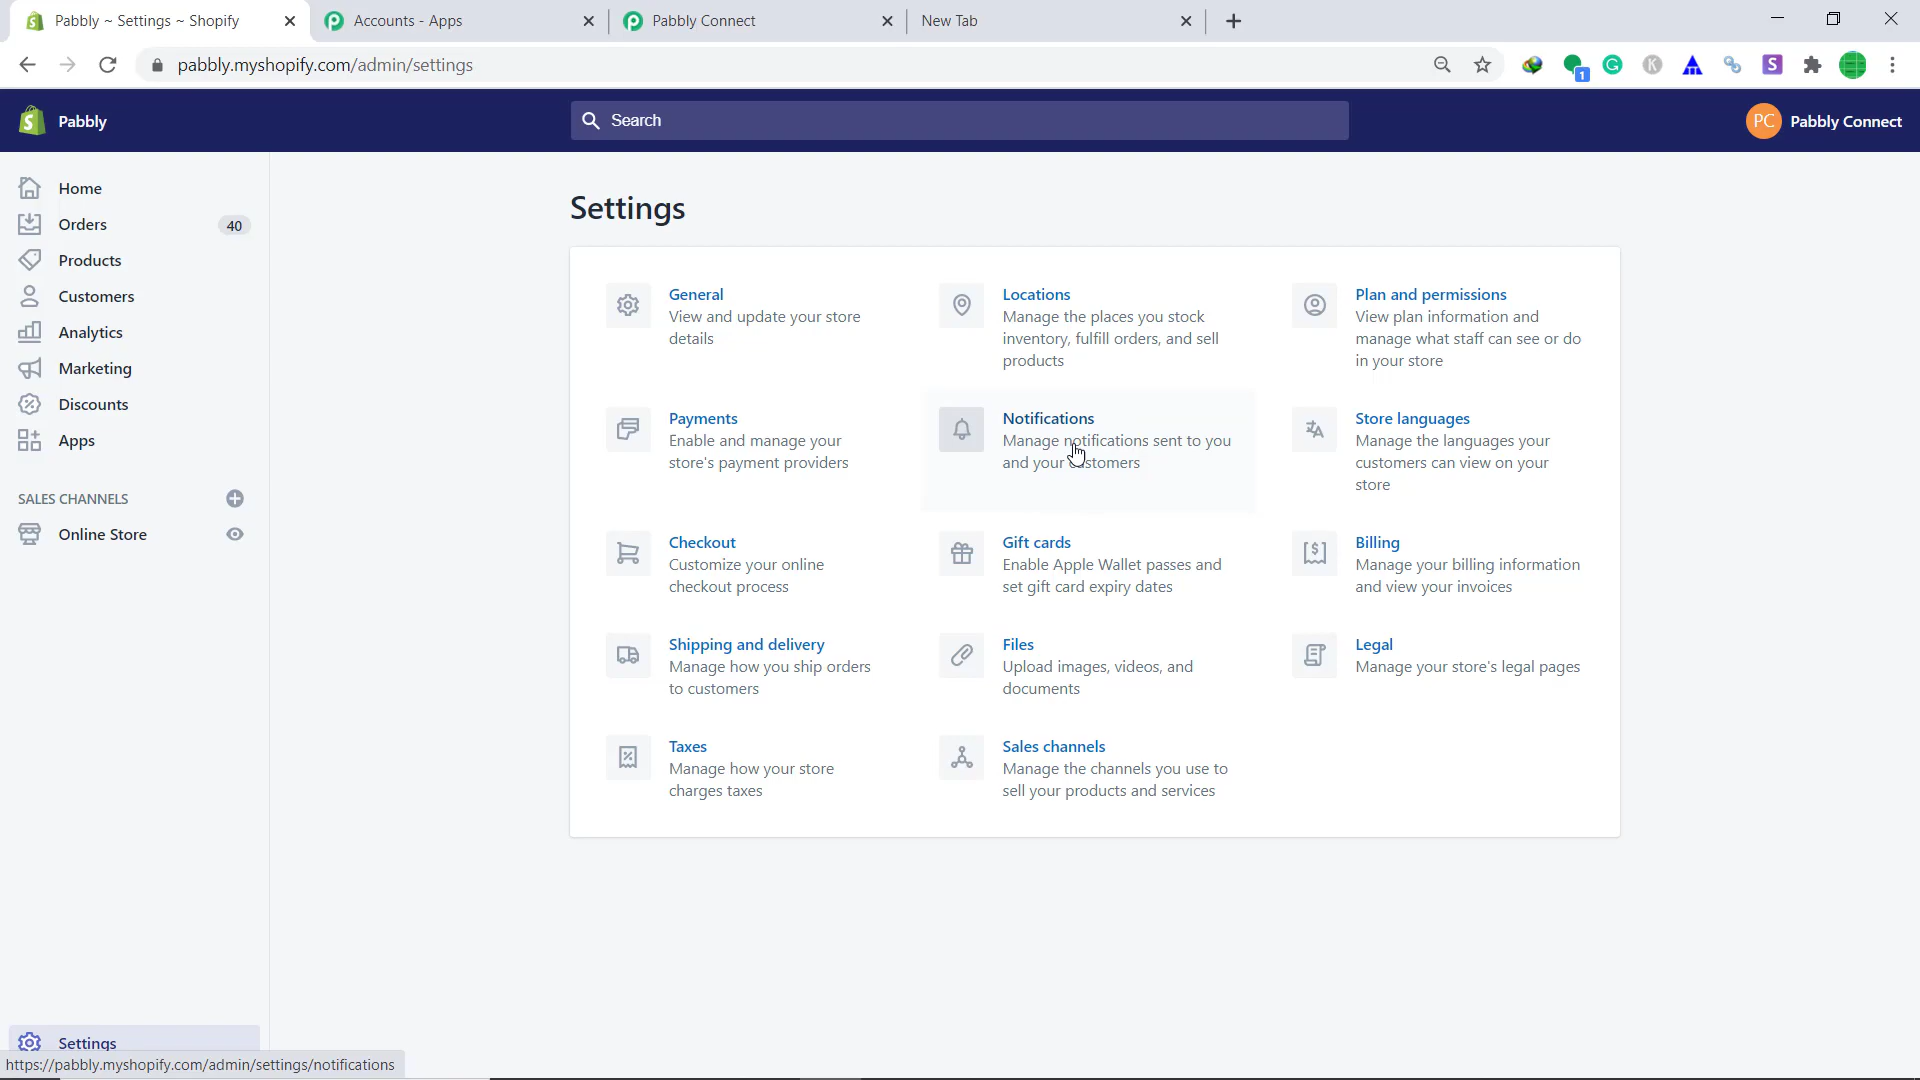 Pabbly ~ Settings ~ Shopify
Accounts - Apps
Pabbly Connect
New Tab
pabbly.myshopify.com/admin/settings
1
G
K
S
Pabbly
Search
PC
Pabbly Connect
Home
Orders
40
Products
Customers
Analytics
Marketing
Discounts
Apps
SALES CHANNELS
Online Store
Settings
https://pabbly.myshopify.com/admin/settings/notifications
Settings
General
View and update your store
details
Locations
Manage the places you stock
inventory, fulfill orders, and sell
products
Plan and permissions
View plan information and
manage what staff can see or do
in your store
Payments
Enable and manage your
store's payment providers
Notifications
Manage notifications sent to you
and your customers
Store languages
Manage the languages your
customers can view on your
store
Checkout
Customize your online
checkout process
Gift cards
Enable Apple Wallet passes and
set gift card expiry dates
Billing
Manage your billing information
and view your invoices
Shipping and delivery
Manage how you ship orders
to customers
Files
Upload images, videos, and
documents
Legal
Manage your store's legal pages
Taxes
Manage how your store
charges taxes
Sales channels
Manage the channels you use to
sell your products and services